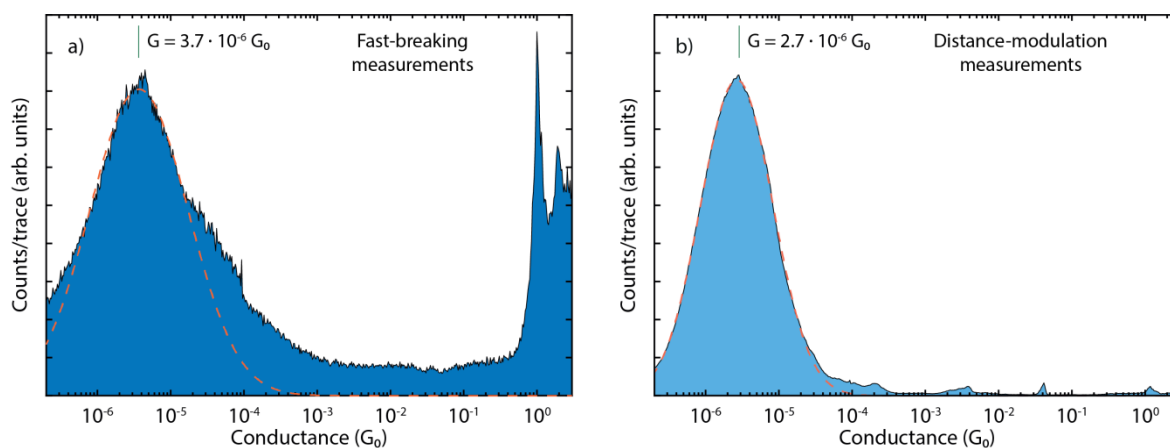 a)
G = 3.7 · 10⁻⁶ G₀
Fast-breaking
measurements
Counts/trace (arb. units)
10⁻⁶ 10⁻⁵ 10⁻⁴ 10⁻³ 10⁻² 10⁻¹ 10⁰
Conductance (G₀)
b)
G = 2.7 · 10⁻⁶ G₀
Distance-modulation
measurements
Counts/trace (arb. units)
10⁻⁶ 10⁻⁵ 10⁻⁴ 10⁻³ 10⁻² 10⁻¹ 10⁰
Conductance (G₀)